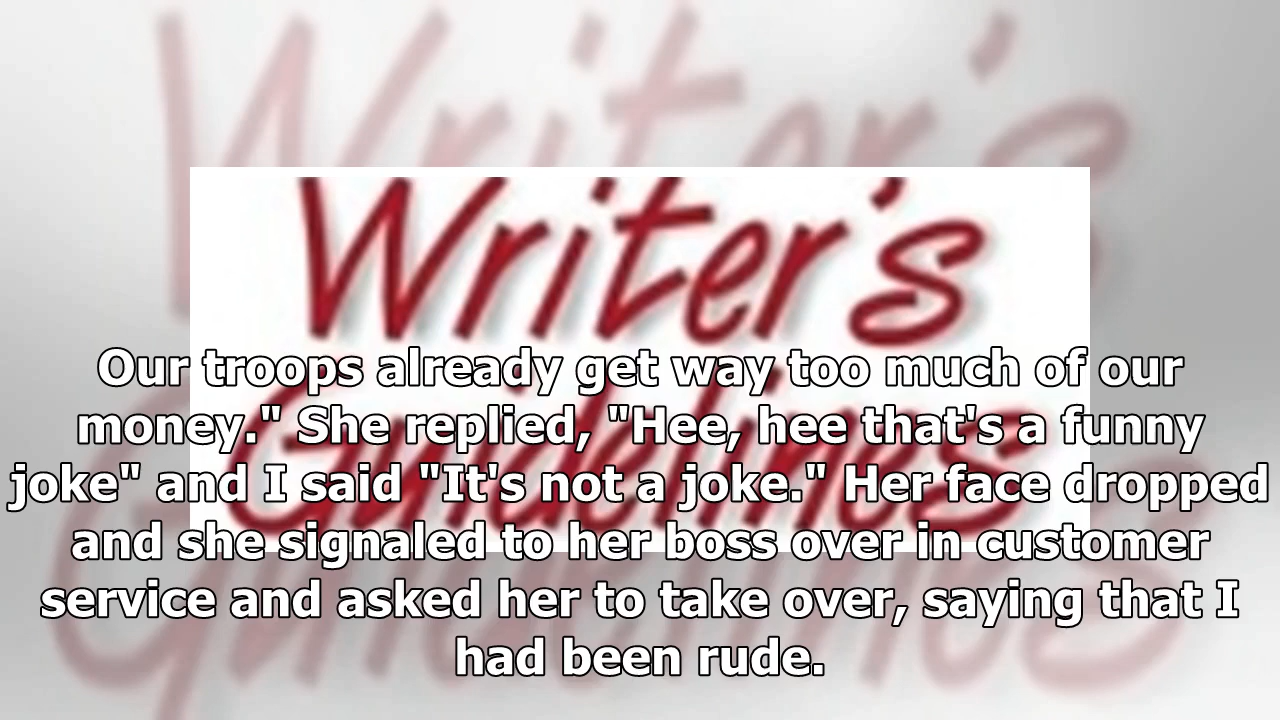 Writer's
Guidelines
Our troops already get way too much of our
money." She replied, "Hee, hee that's a funny
joke" and I said "It's not a joke." Her face dropped
and she signaled to her boss over in customer
service and asked her to take over, saying that I
had been rude.